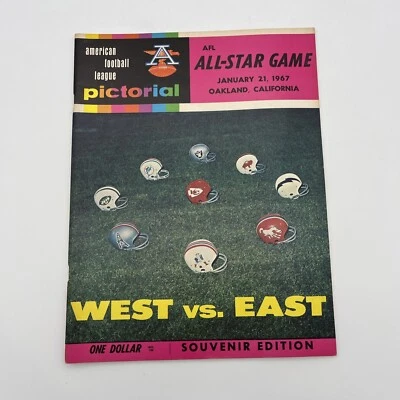 american
football
league
pictorial
AFL
ALL-STAR GAME
JANUARY 21, 1967
OAKLAND, CALIFORNIA
WEST vs. EAST
ONE DOLLAR
SOUVENIR EDITION